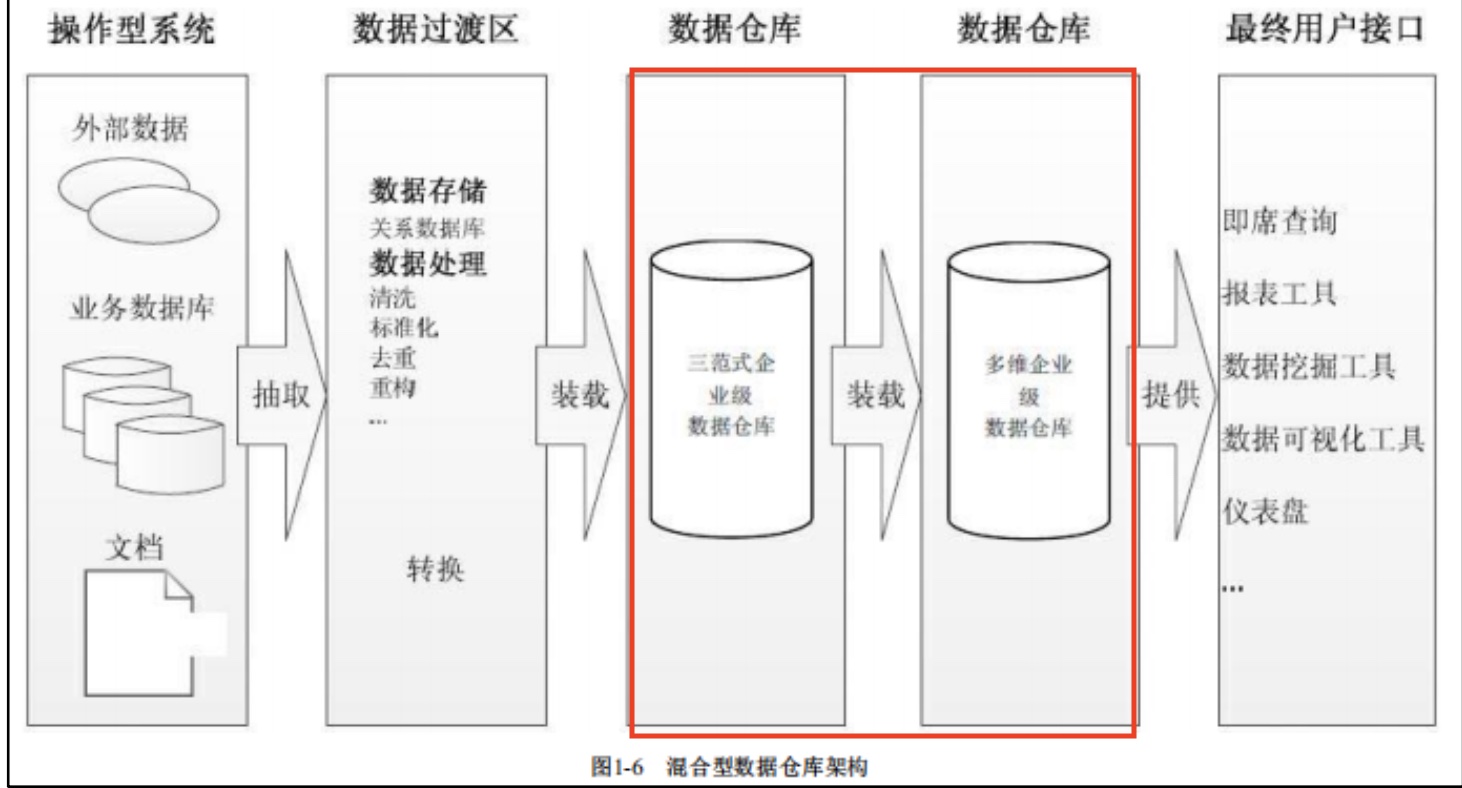 操作型系统
数据过渡区
数据仓库
数据仓库
最终用户接口
外部数据
业务数据库
文档
抽取
数据存储
关系数据库
数据处理
清洗
标准化
去重
重构
...
转换
装载
三范式企
业级
数据仓库
装载
多维企业
级
数据仓库
提供
即席查询
报表工具
数据挖掘工具
数据可视化工具
仪表盘
...
图1-6 混合型数据仓库架构